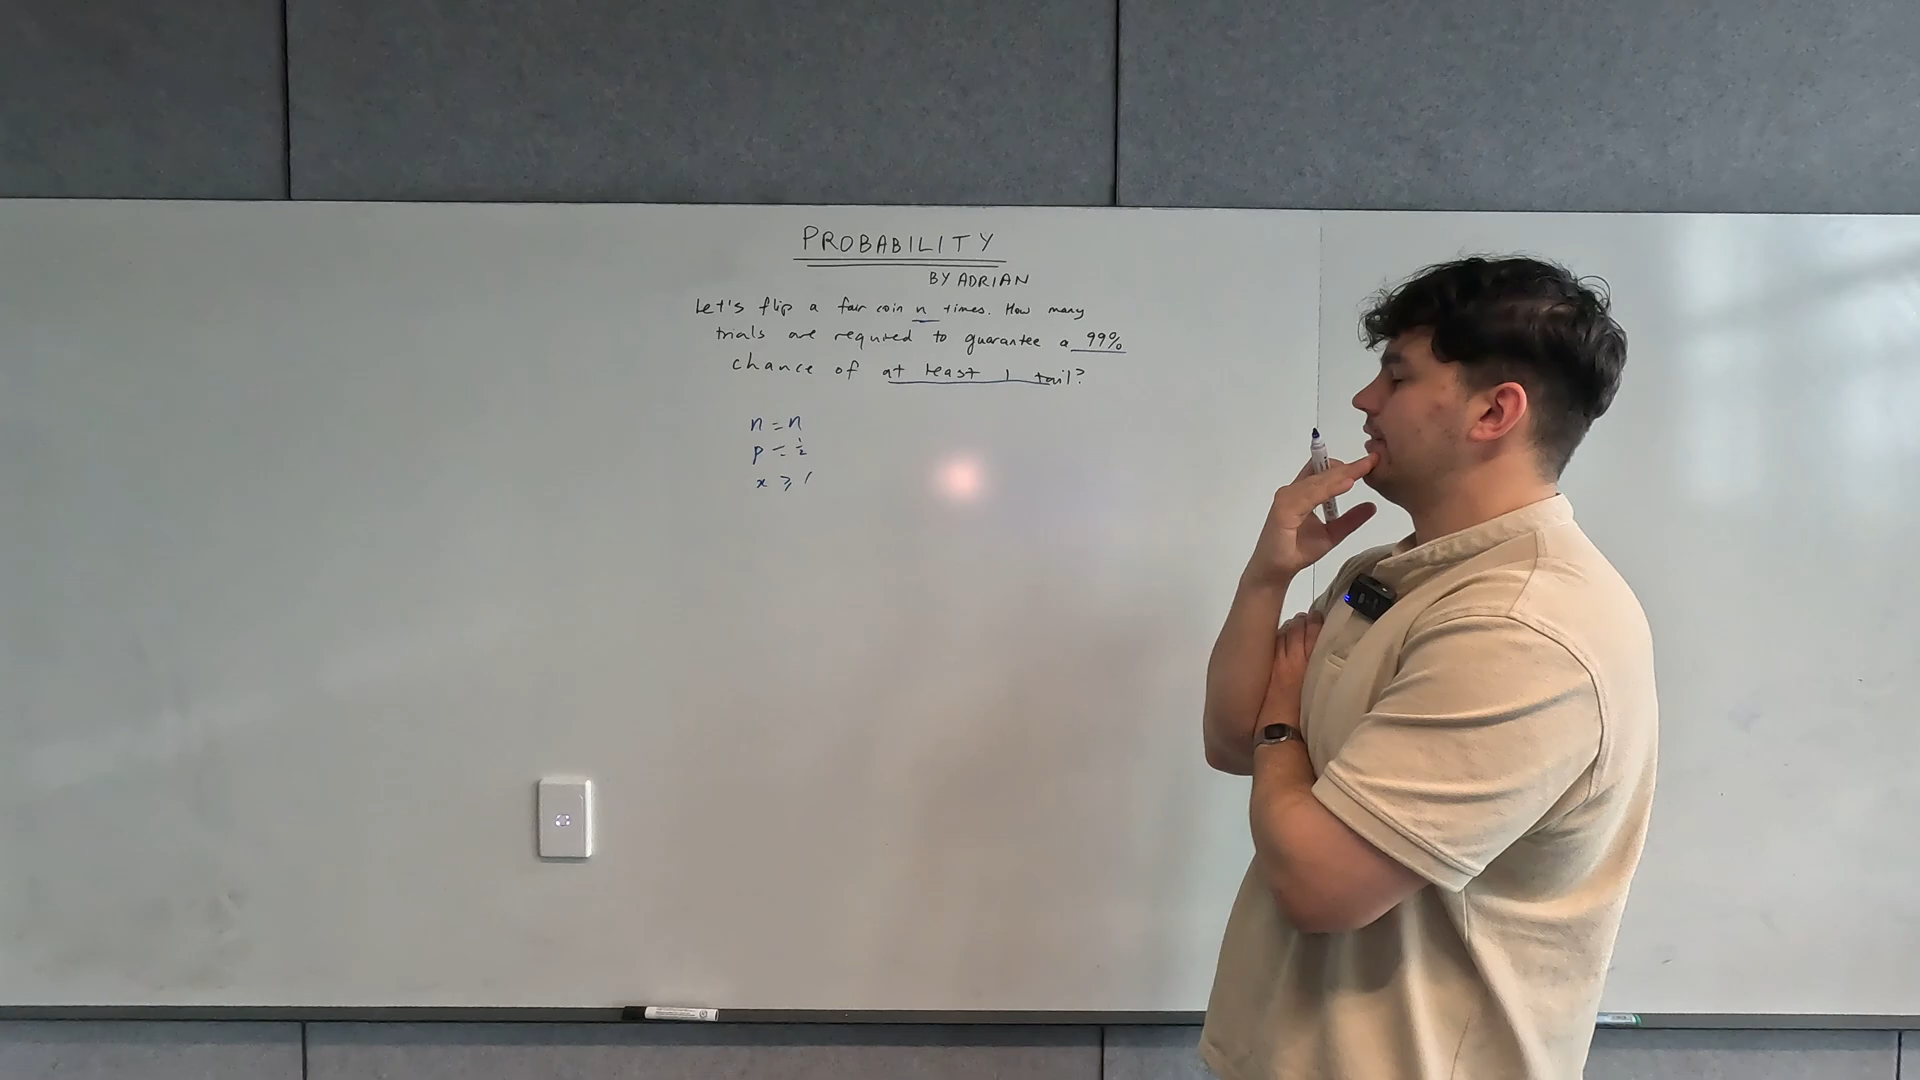 PROBABILITY
BY ADRIAN
Let's flip a fair coin n times. How many
trials are required to guarantee a 99%
chance of at least 1 tail?
n = n
p = 1/2
x ⩾ 1